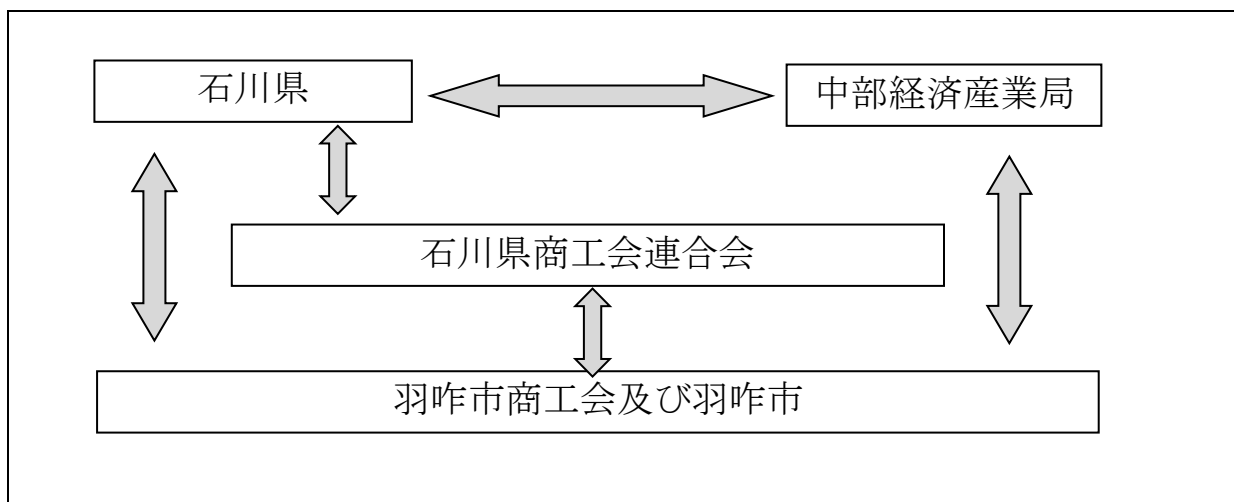 石川県
中部経済産業局
石川県商工会連合会
羽咋市商工会及び羽咋市